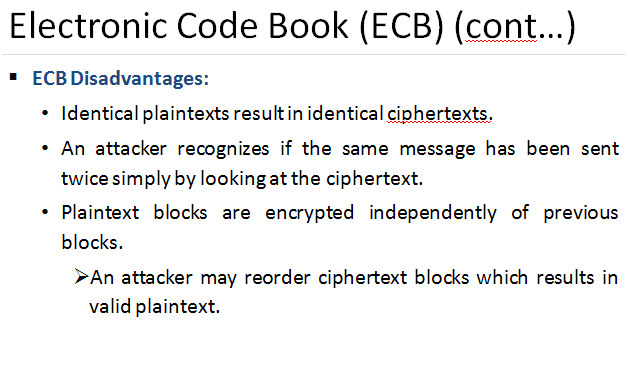 Electronic Code Book (ECB) (cont...)
▪ ECB Disadvantages:
• Identical plaintexts result in identical ciphertexts.
• An attacker recognizes if the same message has been sent
twice simply by looking at the ciphertext.
• Plaintext blocks are encrypted independently of previous
blocks.
➢An attacker may reorder ciphertext blocks which results in
valid plaintext.